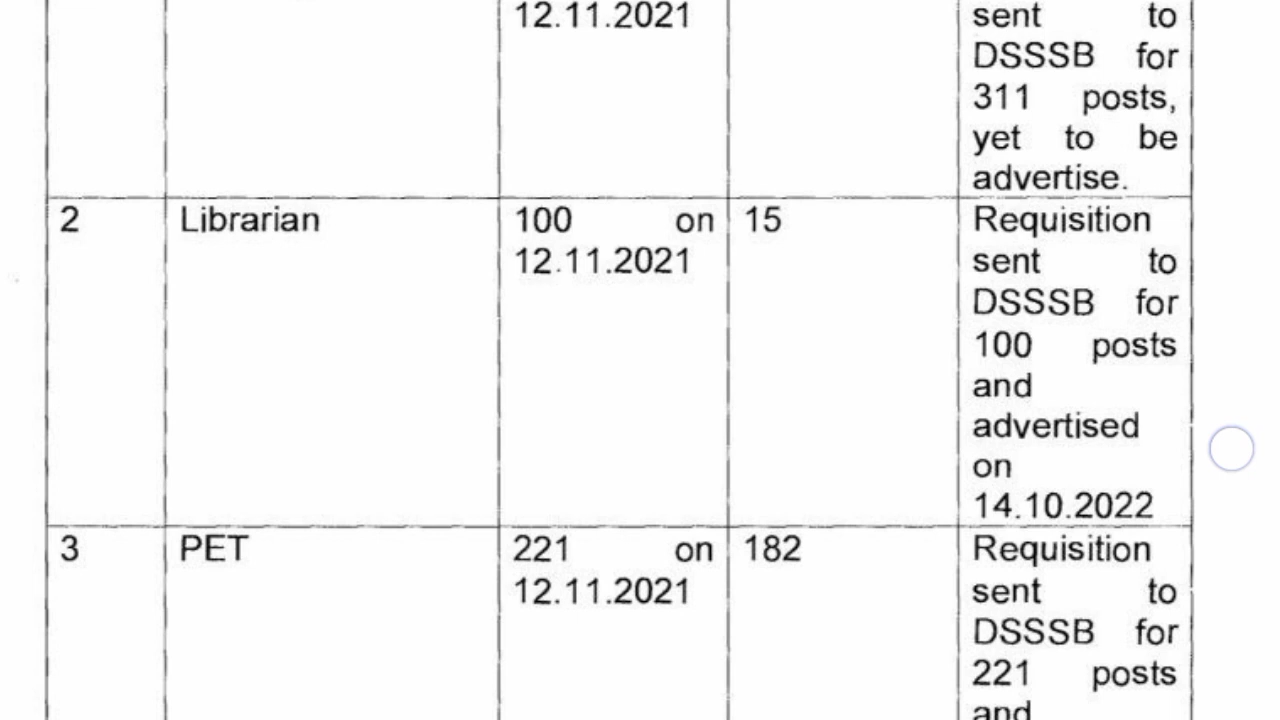 12.11.2021
sent to
DSSSB for
311 posts,
yet to be
advertise.
2 Librarian 100 on 15 Requisition
12.11.2021 sent to
DSSSB for
100 posts
and
advertised
on
14.10.2022
3 PET 221 on 182 Requisition
12.11.2021 sent to
DSSSB for
221 posts
and